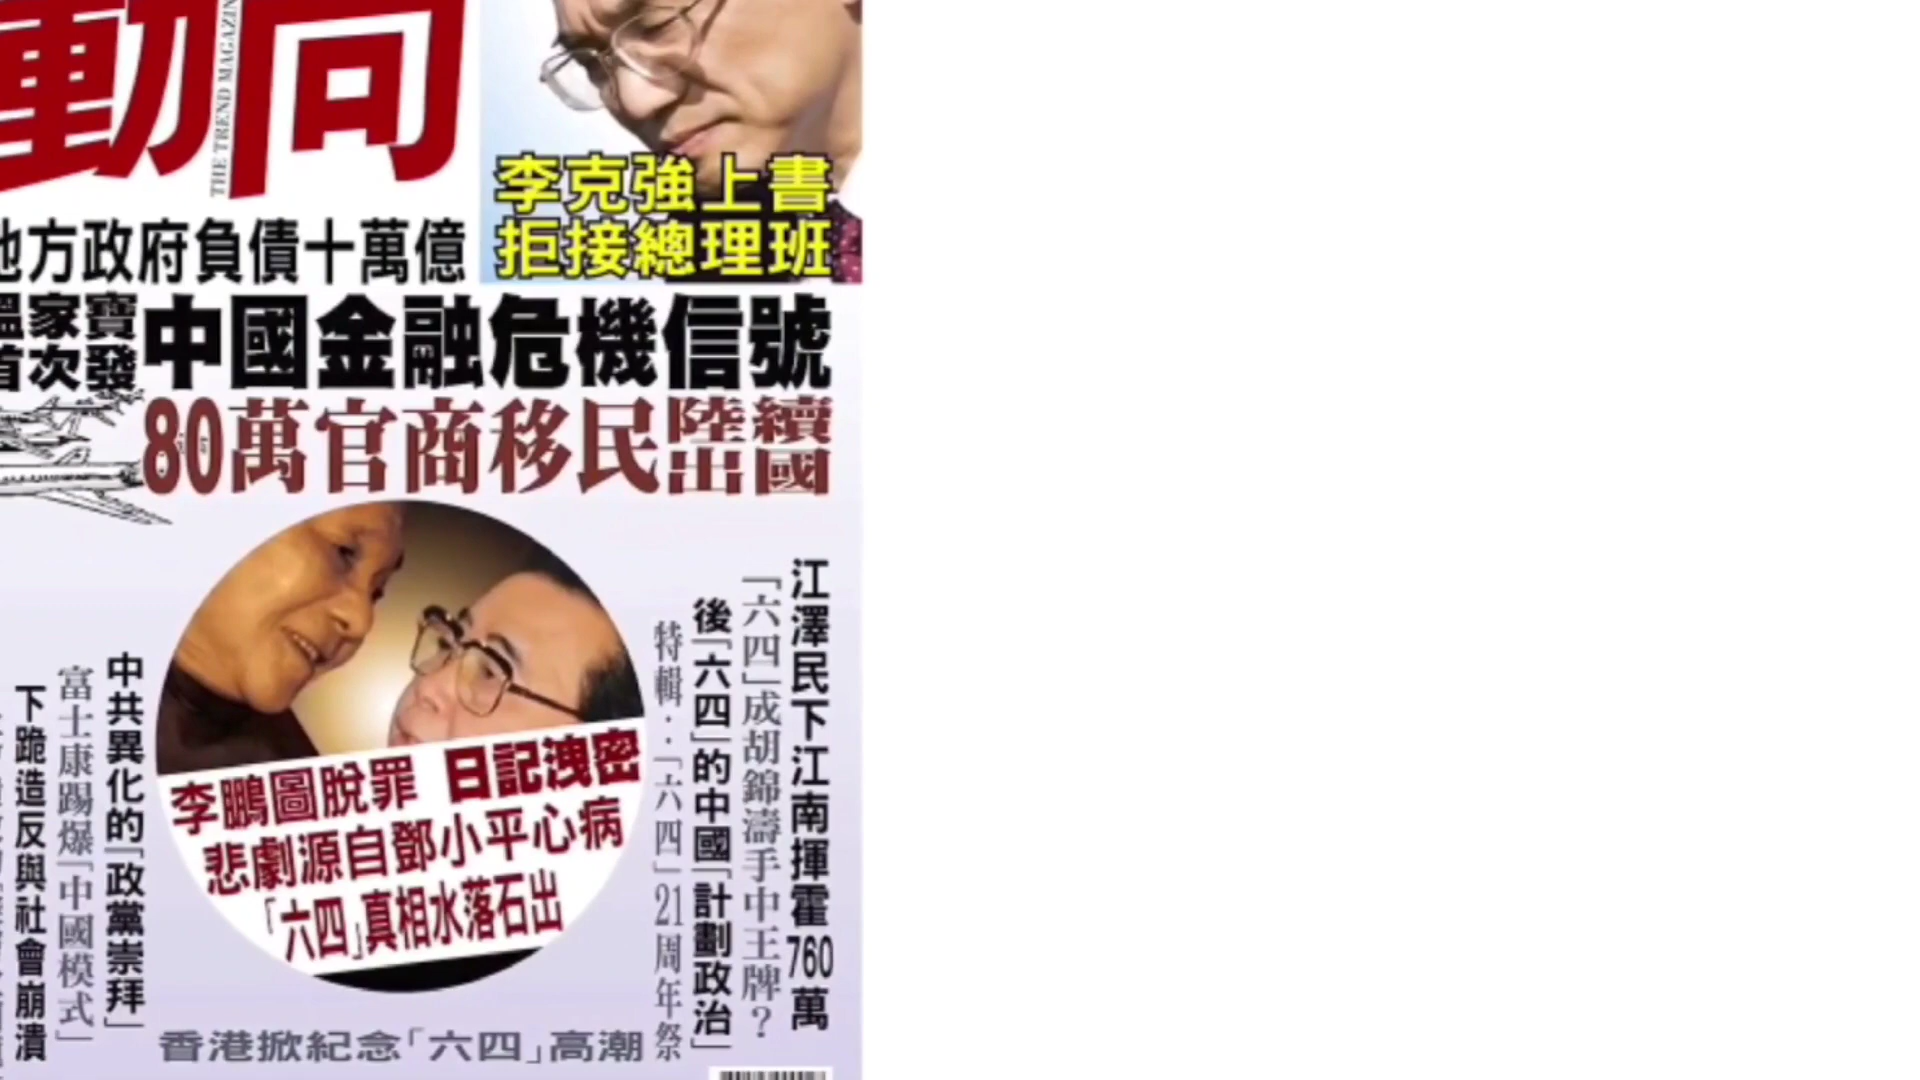 動向
THE TREND MAGAZINE
李克強上書
拒接總理班
地方政府負債十萬億
溫家寶
首次發
中國金融危機信號
80萬官商移民陸續
出國
江澤民下江南揮霍760萬
「六四」成胡錦濤手中王牌?
後「六四」的中國「計劃政治」
特輯:「六四」21周年祭
李鵬圖脫罪 日記洩密
悲劇源自鄧小平心病
「六四」真相水落石出
中共異化的「政黨崇拜」
富士康踢爆「中國模式」
下跪造反與社會崩潰
香港掀紀念「六四」高潮